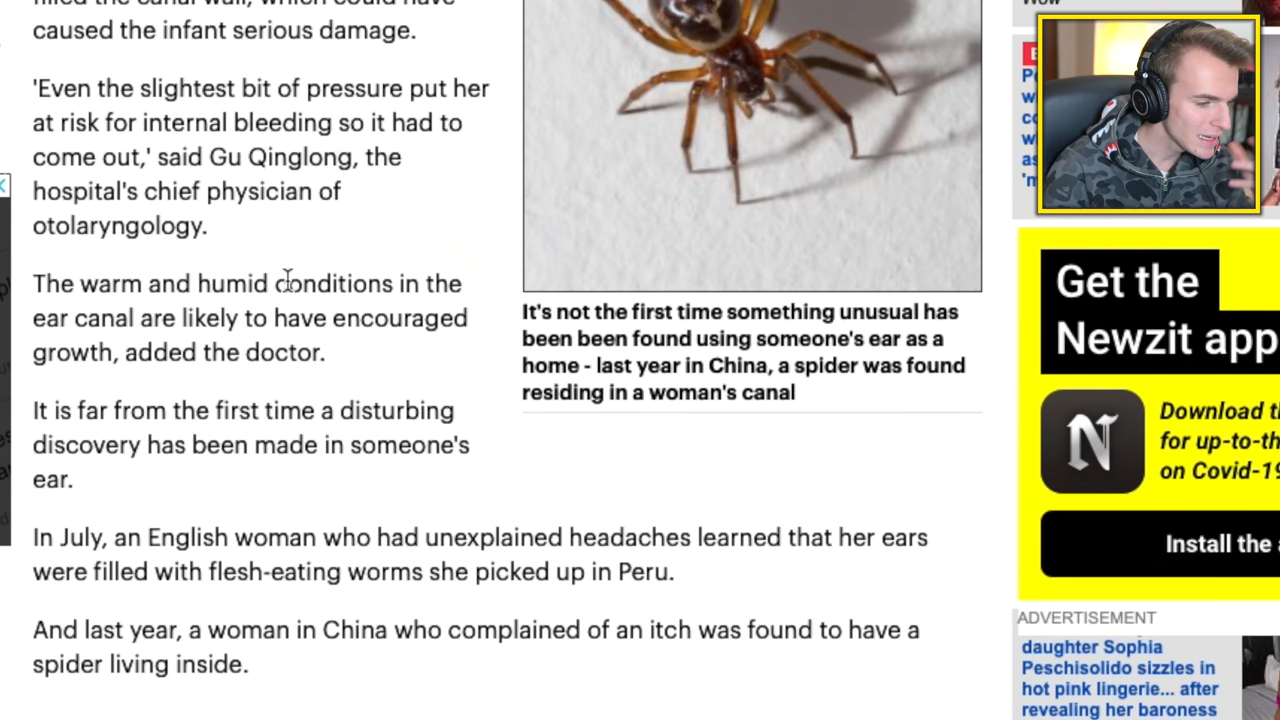 caused the infant serious damage.
'Even the slightest bit of pressure put her
at risk for internal bleeding so it had to
come out,' said Gu Qinglong, the
hospital's chief physician of
otolaryngology.
The warm and humid conditions in the
ear canal are likely to have encouraged
growth, added the doctor.
It is far from the first time a disturbing
discovery has been made in someone's
ear.
In July, an English woman who had unexplained headaches learned that her ears
were filled with flesh-eating worms she picked up in Peru.
And last year, a woman in China who complained of an itch was found to have a
spider living inside.
It's not the first time something unusual has
been been found using someone's ear as a
home - last year in China, a spider was found
residing in a woman's canal
Get the
Newzit app
N
Download
for up-to-th
on Covid-19
Install the
ADVERTISEMENT
daughter Sophia
Peschisolido sizzles in
hot pink lingerie... after
revealing her baroness